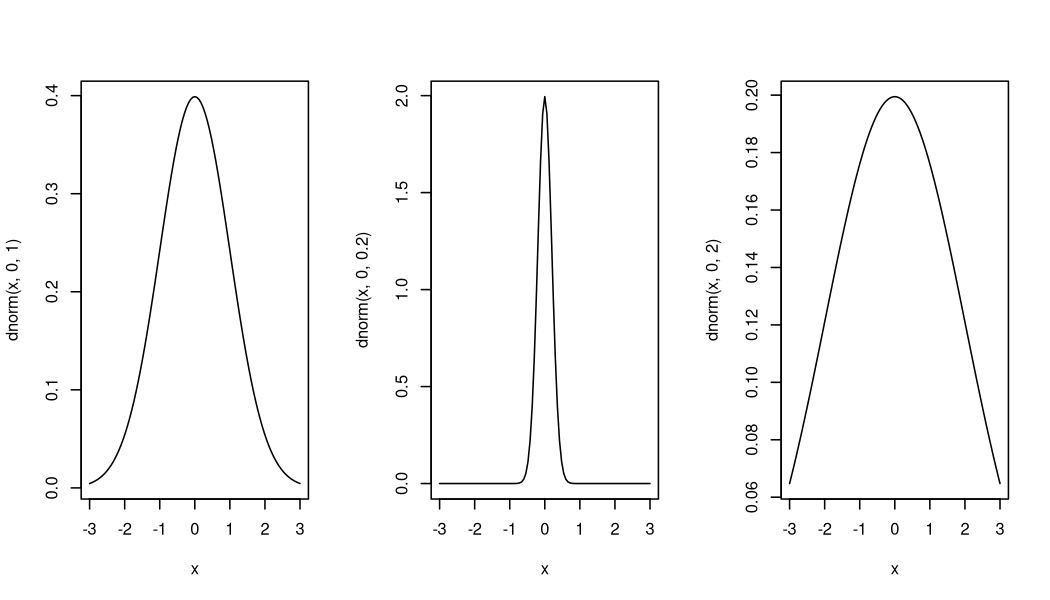 dnorm(x, 0, 1)
0.4
0.3
0.2
0.1
0.0
-3 -2 -1 0 1 2 3
x
dnorm(x, 0, 0.2)
2.0
1.5
1.0
0.5
0.0
-3 -2 -1 0 1 2 3
x
dnorm(x, 0, 2)
0.20
0.18
0.16
0.14
0.12
0.10
0.08
0.06
-3 -2 -1 0 1 2 3
x